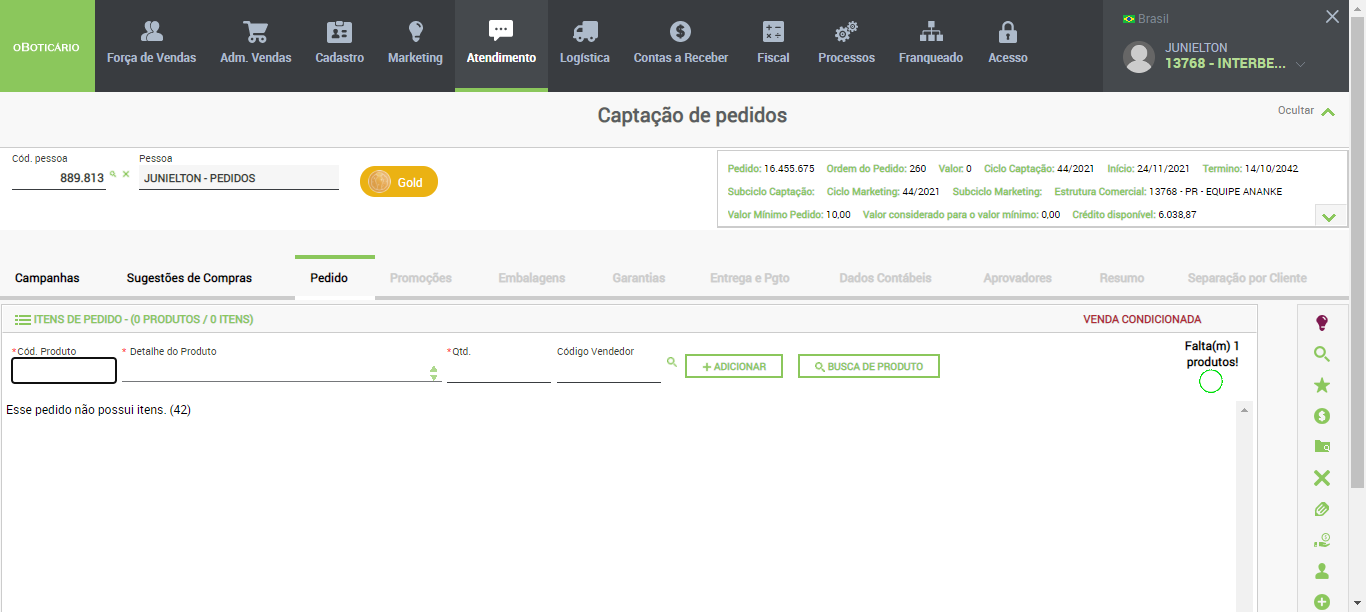 oBOTICÁRIO
Força de Vendas
Adm. Vendas
Cadastro
Marketing
Atendimento
Logística
Contas a Receber
Fiscal
Processos
Franqueado
Acesso
Brasil
JUNIELTON
13768 - INTERBE...
Captação de pedidos
Ocultar
Cód. pessoa
Pessoa
889.813
JUNIELTON - PEDIDOS
Gold
Pedido: 16.455.675 Ordem do Pedido: 260 Valor: 0 Ciclo Captação: 44/2021 Início: 24/11/2021 Termino: 14/10/2042
Subciclo Captação: Ciclo Marketing: 44/2021 Subciclo Marketing: Estrutura Comercial: 13768 - PR - EQUIPE ANANKE
Valor Mínimo Pedido: 10,00 Valor considerado para o valor mínimo: 0,00 Crédito disponível: 6.038,87
Campanhas
Sugestões de Compras
Pedido
Promoções
Embalagens
Garantias
Entrega e Pgto
Dados Contábeis
Aprovadores
Resumo
Separação por Cliente
ITENS DE PEDIDO - (0 PRODUTOS / 0 ITENS)
VENDA CONDICIONADA
*Cód. Produto
* Detalhe do Produto
*Qtd.
Código Vendedor
+ ADICIONAR
BUSCA DE PRODUTO
Falta(m) 1
produtos!
Esse pedido não possui itens. (42)